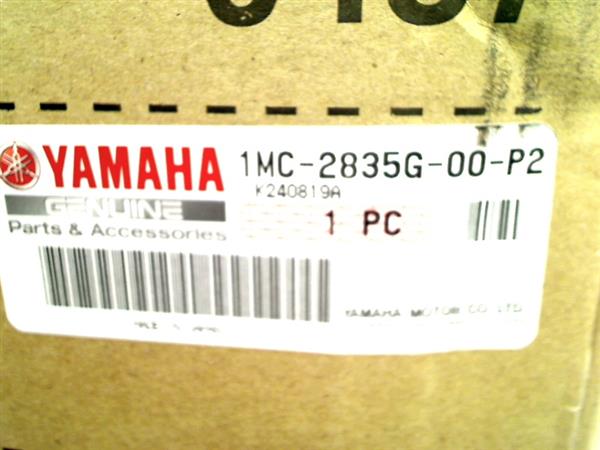 YAMAHA 1MC-2835G-00-P2
K240819A
GENUINE
Parts & Accessories
1 PC
YAMAHA MOTOR CO., LTD.